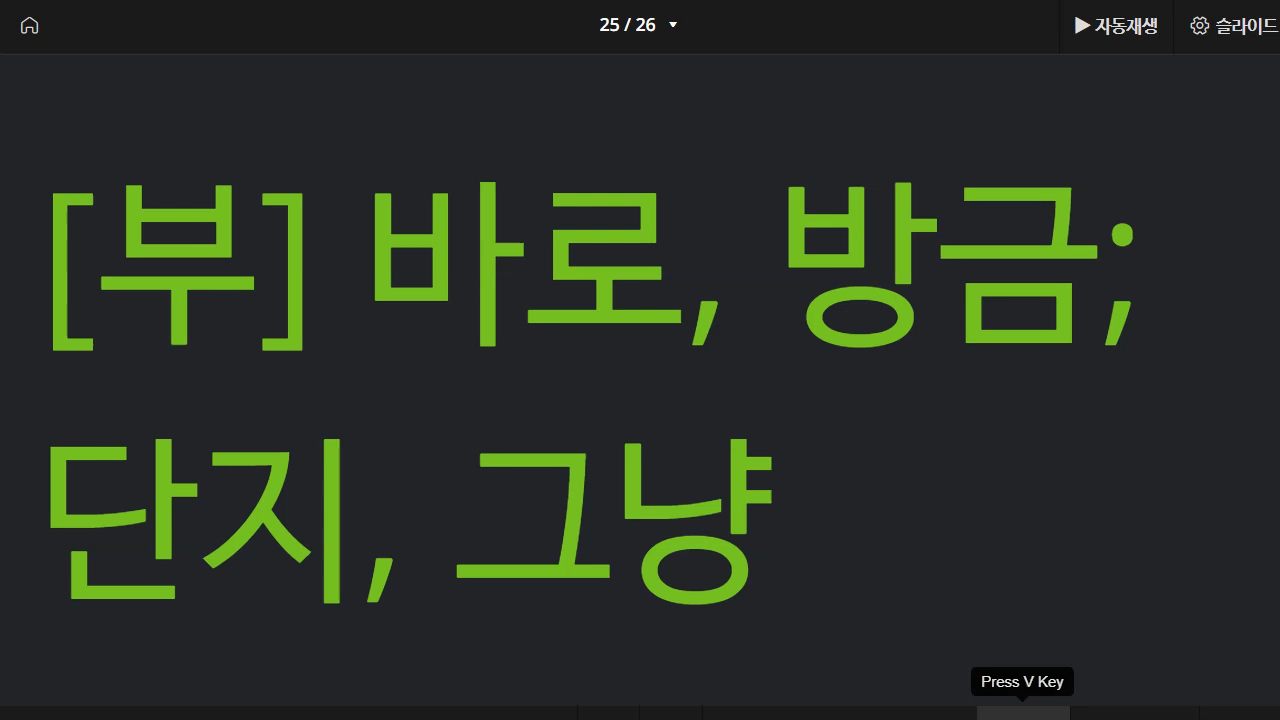 25 / 26
▶ 자동재생
슬라이드
[부] 바로, 방금;
단지, 그냥
Press V Key